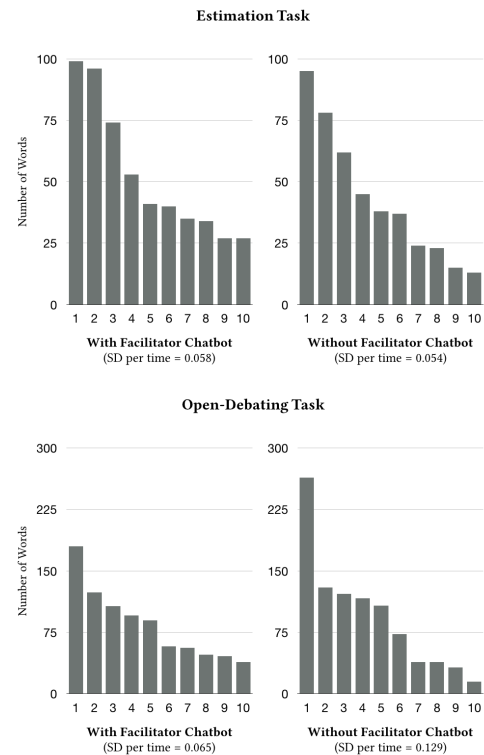 Estimation Task
Number of Words
100
75
50
25
0
1 2 3 4 5 6 7 8 9 10
With Facilitator Chatbot
(SD per time = 0.058)
100
75
50
25
0
1 2 3 4 5 6 7 8 9 10
Without Facilitator Chatbot
(SD per time = 0.054)
Open-Debating Task
Number of Words
300
225
150
75
0
1 2 3 4 5 6 7 8 9 10
With Facilitator Chatbot
(SD per time = 0.065)
300
225
150
75
0
1 2 3 4 5 6 7 8 9 10
Without Facilitator Chatbot
(SD per time = 0.129)